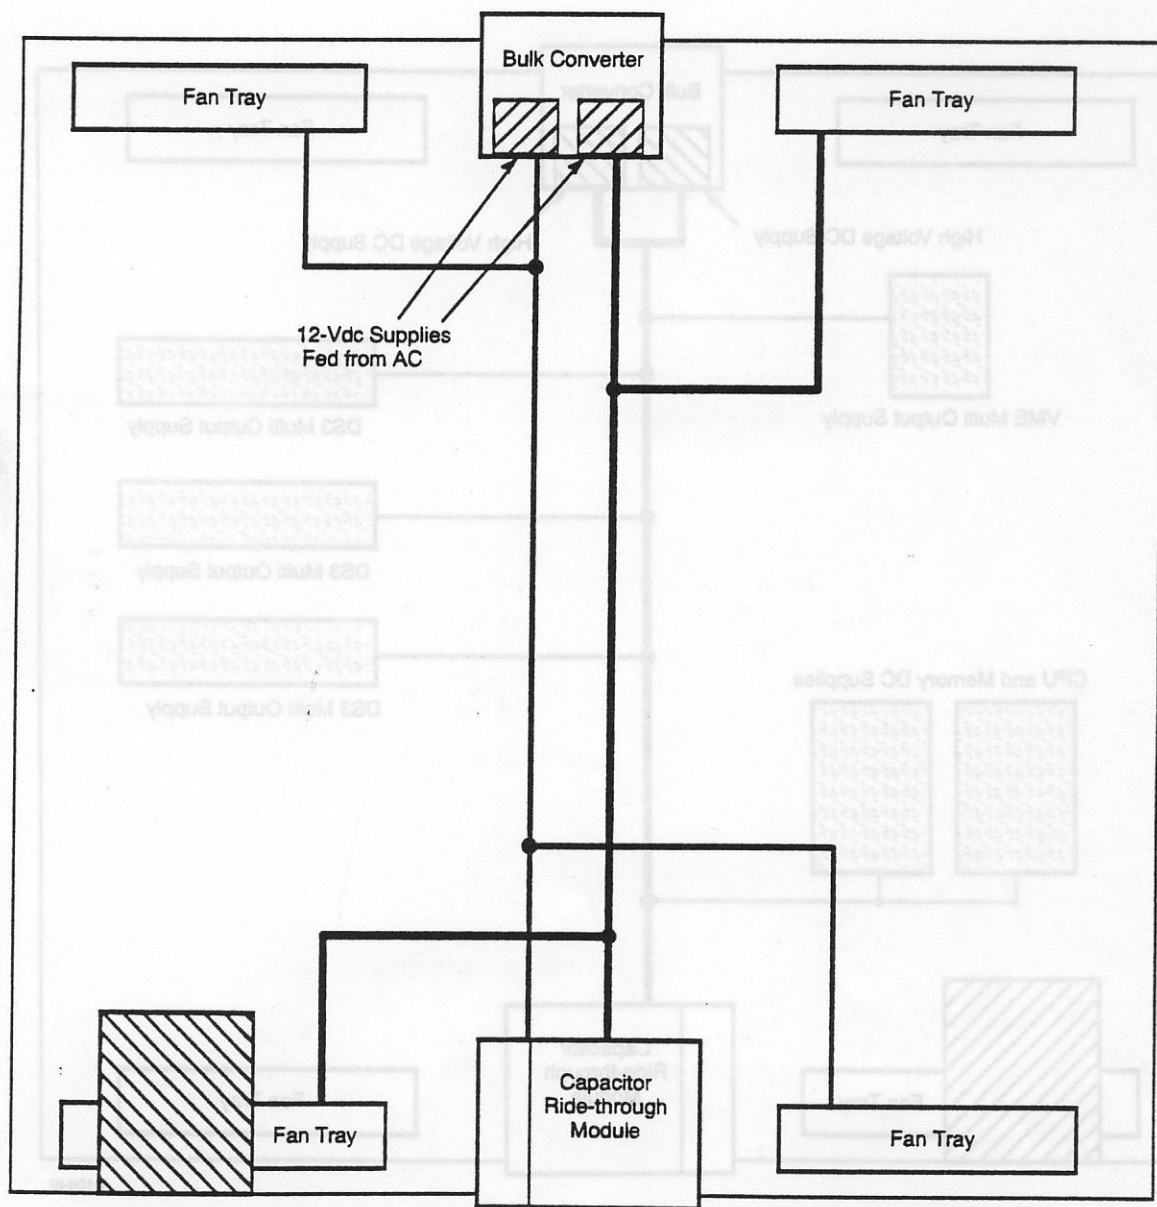 Bulk Converter
Fan Tray
Fan Tray
12-Vdc Supplies
Fed from AC
High Voltage DC Supply
High Voltage DC Supply
VME Multi Output Supply
DS3 Multi Output Supply
DS3 Multi Output Supply
DS3 Multi Output Supply
CPU and Memory DC Supplies
Capacitor
Ride-through
Module
Fan Tray
Fan Tray